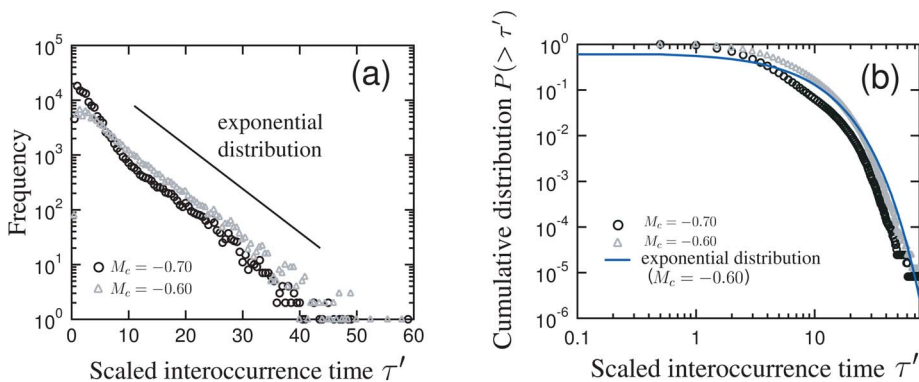 (a)
10^5
10^4
10^3
10^2
10^1
10^0
Frequency
exponential
distribution
M_c = −0.70
M_c = −0.60
0 10 20 30 40 50 60
Scaled interoccurrence time τ′
(b)
10^0
10^-1
10^-2
10^-3
10^-4
10^-5
10^-6
Cumulative distribution P(> τ′)
M_c = −0.70
M_c = −0.60
exponential distribution
(M_c = −0.60)
0.1 1 10
Scaled interoccurrence time τ′